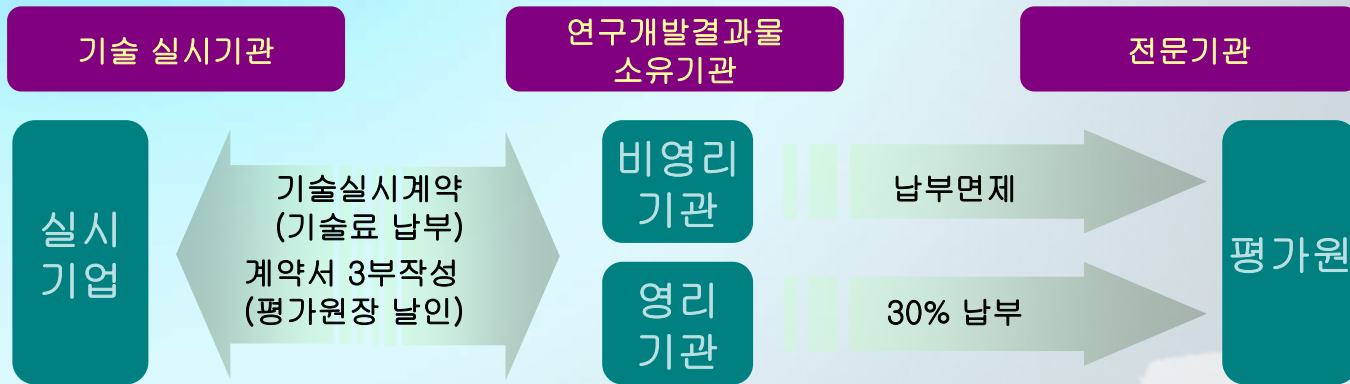 기술 실시기관
연구개발결과물
소유기관
전문기관
실시
기업
기술실시계약
(기술료 납부)
계약서 3부작성
(평가원장 날인)
비영리
기관
납부면제
영리
기관
30% 납부
평가원